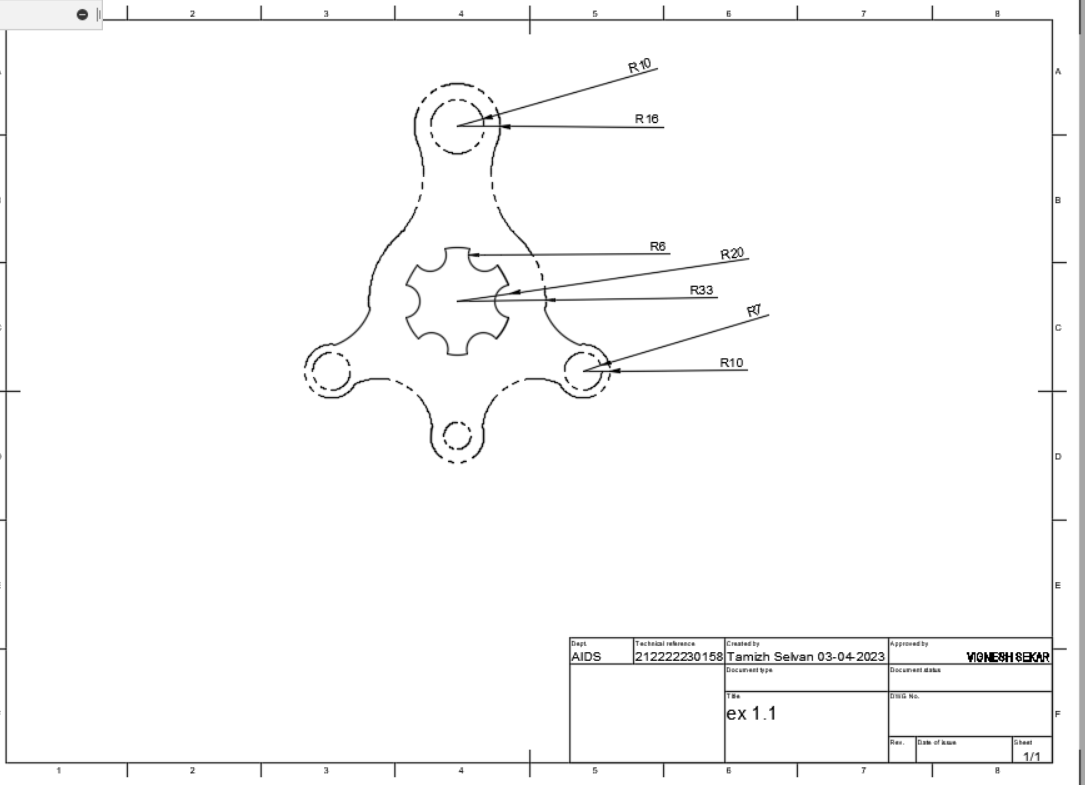 2 3 4 5 6 7 8
A
R10
R16
B
R6
R20
R33
R7
C
R10
D
E
Dept. Technical reference Created by Approved by
AIDS 212222230158 Tamizh Selvan 03-04-2023 VIGNESH SEKAR
Document type Document status
Title DWG No.
ex 1.1
F
Rev. Date of issue Sheet
1/1
1 2 3 4 5 6 7 8